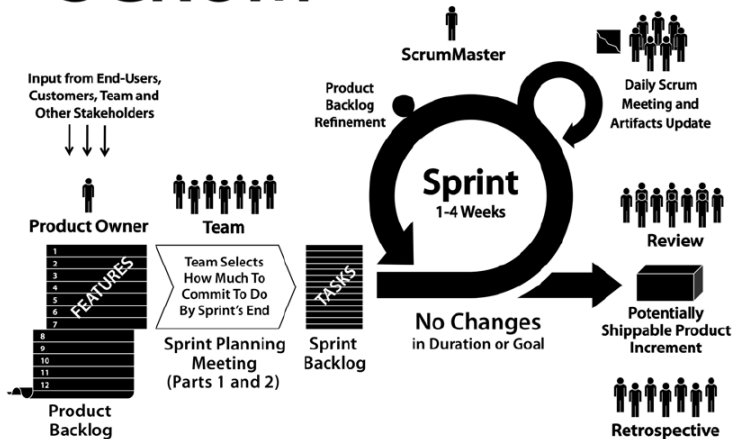 SCRUM
ScrumMaster
Input from End-Users,
Customers, Team and
Other Stakeholders
Product
Backlog
Refinement
Daily Scrum
Meeting and
Artifacts Update
Sprint
1-4 Weeks
Product Owner
Team
Review
1
2
3
4
5
6
7
8
9
10
11
12
FEATURES
Team Selects
How Much To
Commit To Do
By Sprint's End
TASKS
No Changes
in Duration or Goal
Potentially
Shippable Product
Increment
Sprint Planning
Meeting
(Parts 1 and 2)
Sprint
Backlog
Product
Backlog
Retrospective